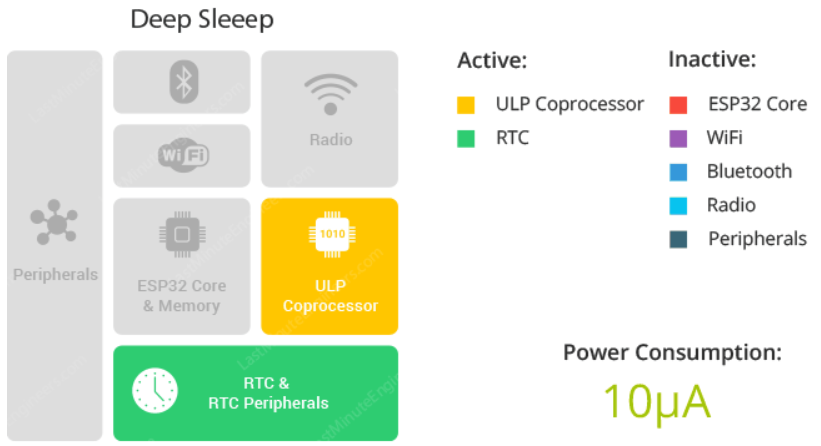 Deep Sleeep
Radio
WiFi
Peripherals
ESP32 Core
& Memory
1010
ULP
Coprocessor
RTC &
RTC Peripherals
Active:
ULP Coprocessor
RTC
Inactive:
ESP32 Core
WiFi
Bluetooth
Radio
Peripherals
Power Consumption:
10µA